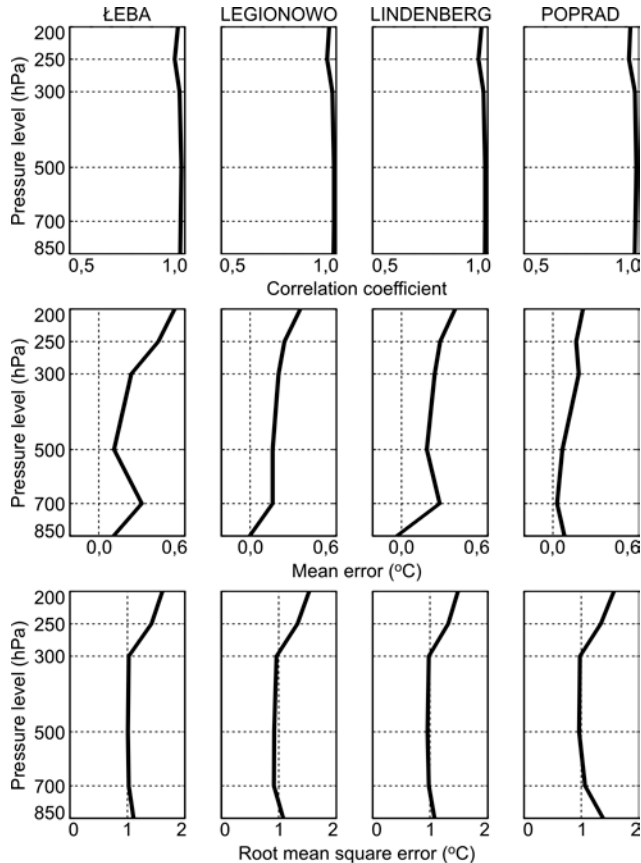 ŁEBA LEGIONOWO LINDENBERG POPRAD
Pressure level (hPa)
200
250
300
500
700
850
0,5 1,0 0,5 1,0 0,5 1,0 0,5 1,0
Correlation coefficient
Pressure level (hPa)
200
250
300
500
700
850
0,0 0,6 0,0 0,6 0,0 0,6 0,0 0,6
Mean error (ºC)
Pressure level (hPa)
200
250
300
500
700
850
0 1 2 0 1 2 0 1 2 0 1 2
Root mean square error (ºC)